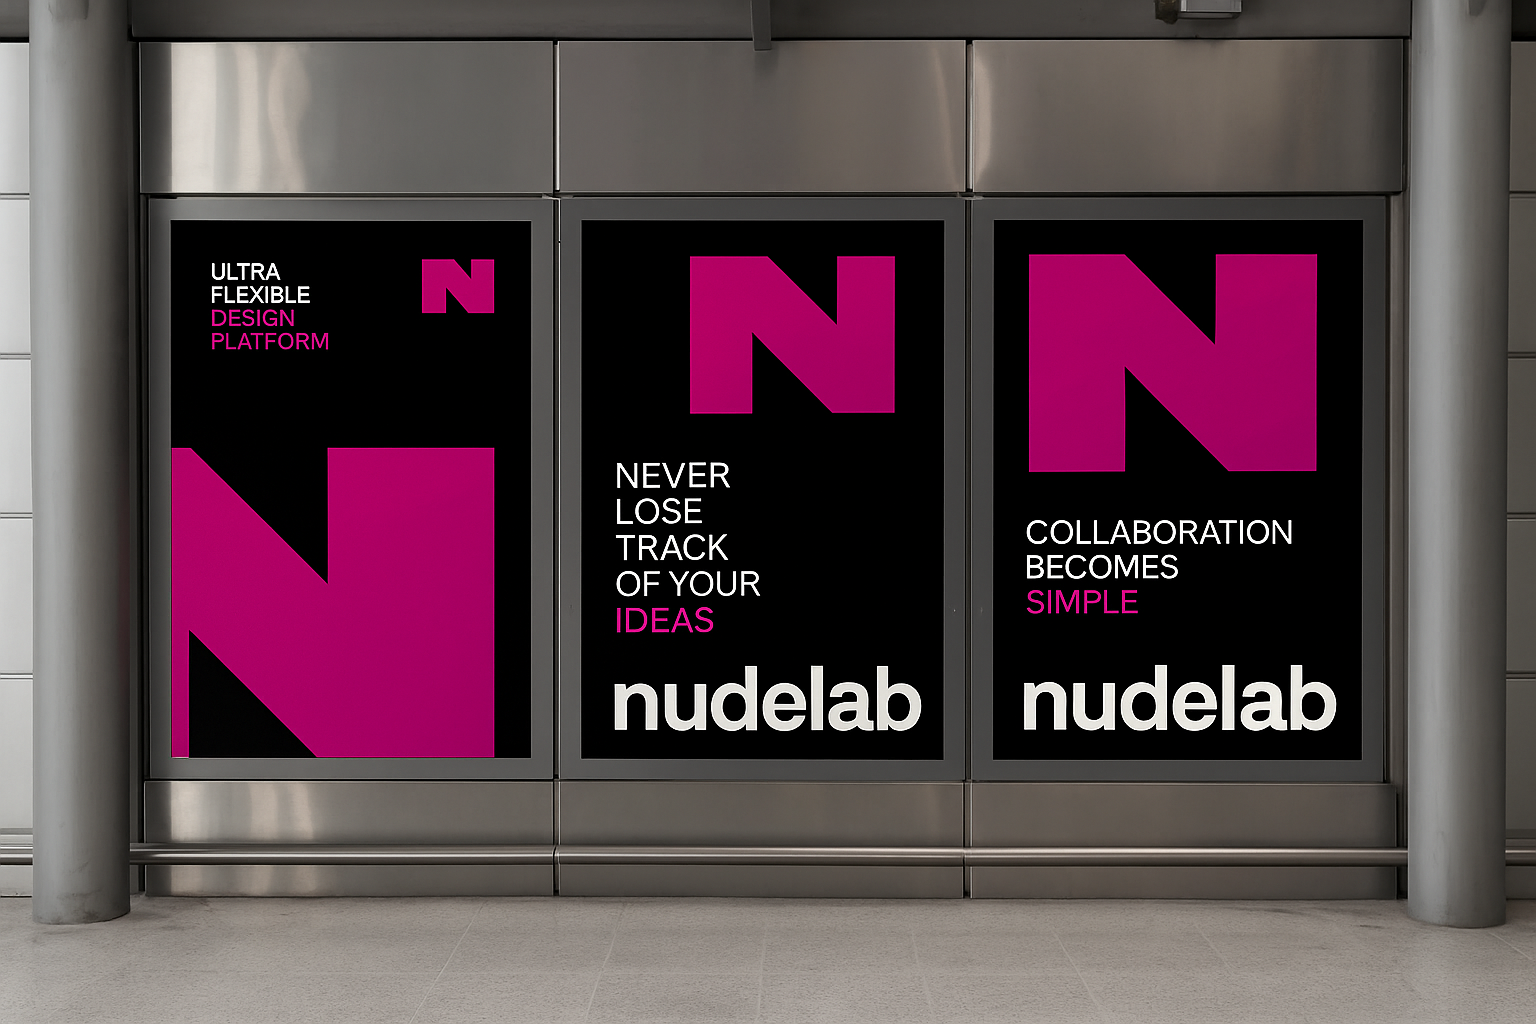 ULTRA
FLEXIBLE
DESIGN
PLATFORM
N
N
N
NEVER
LOSE
TRACK
OF YOUR
IDEAS
nudelab
N
COLLABORATION
BECOMES
SIMPLE
nudelab